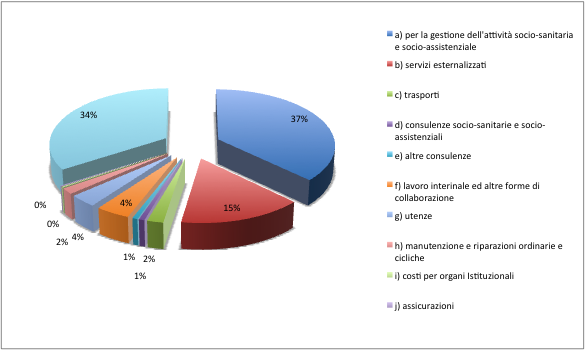 34%
37%
15%
4%
0%
0%
2%
4%
1%
2%
1%
a) per la gestione dell'attività socio-sanitaria
e socio-assistenziale
b) servizi esternalizzati
c) trasporti
d) consulenze socio-sanitarie e socio-
assistenziali
e) altre consulenze
f) lavoro interinale ed altre forme di
collaborazione
g) utenze
h) manutenzione e riparazioni ordinarie e
cicliche
i) costi per organi Istituzionali
j) assicurazioni